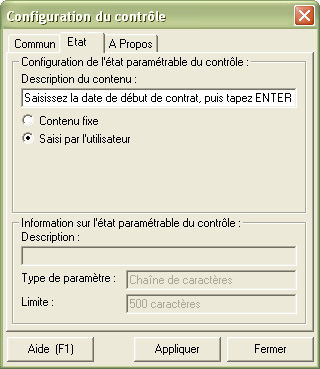 Configuration du contrôle
Commun Etat A Propos
Configuration de l'état paramétrable du contrôle :
Description du contenu :
Saisissez la date de début de contrat, puis tapez ENTER
Contenu fixe
Saisi par l'utilisateur
Information sur l'état paramétrable du contrôle :
Description :
Type de paramètre : Chaîne de caractères
Limite : 500 caractères
Aide (F1) Appliquer Fermer